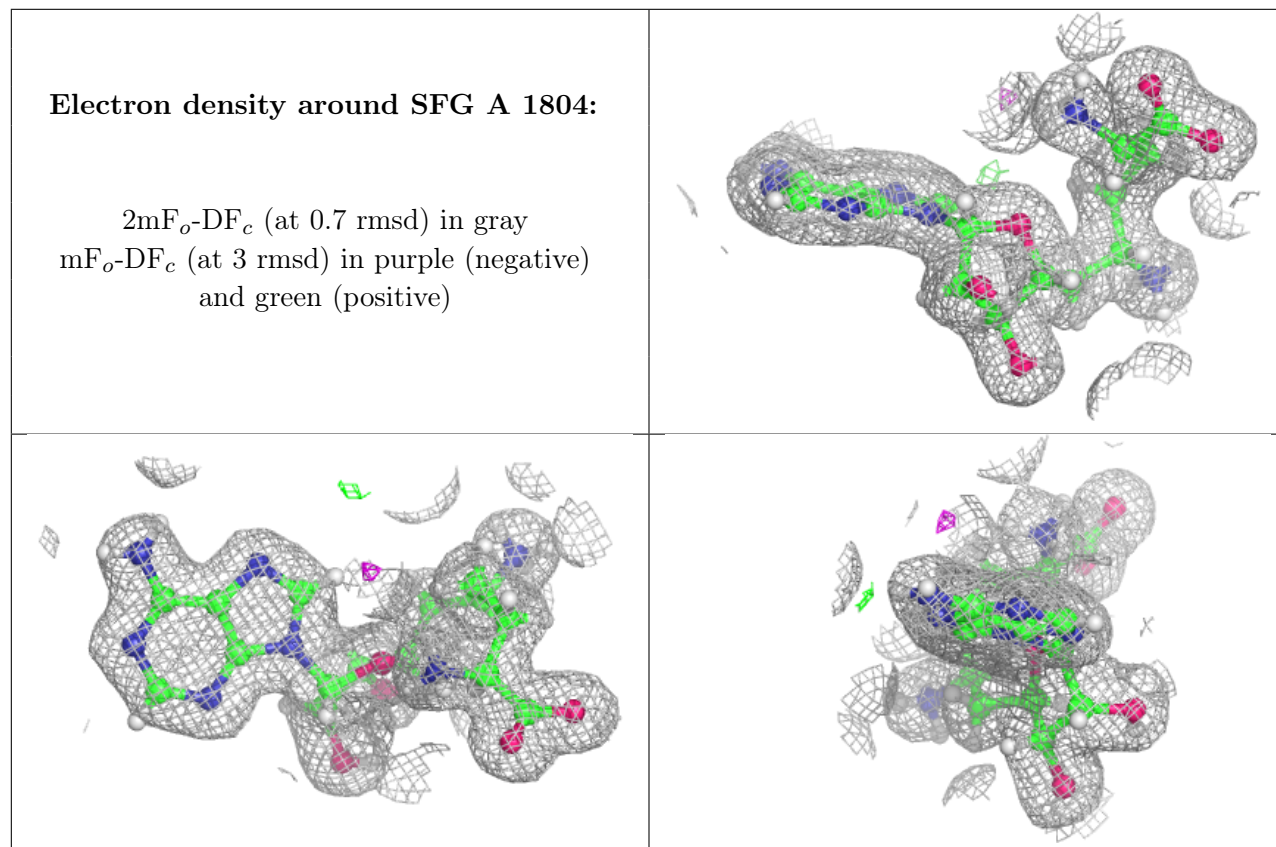 Electron density around SFG A 1804:
2mFo-DFc (at 0.7 rmsd) in gray
mFo-DFc (at 3 rmsd) in purple (negative)
and green (positive)